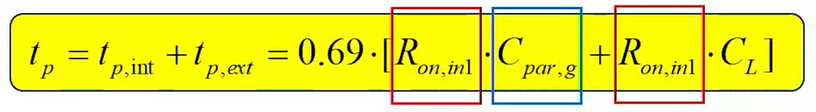 t_p = t_{p,int} + t_{p,ext} = 0.69·[R_{on,in1}·C_{par,g} + R_{on,in1}·C_L]